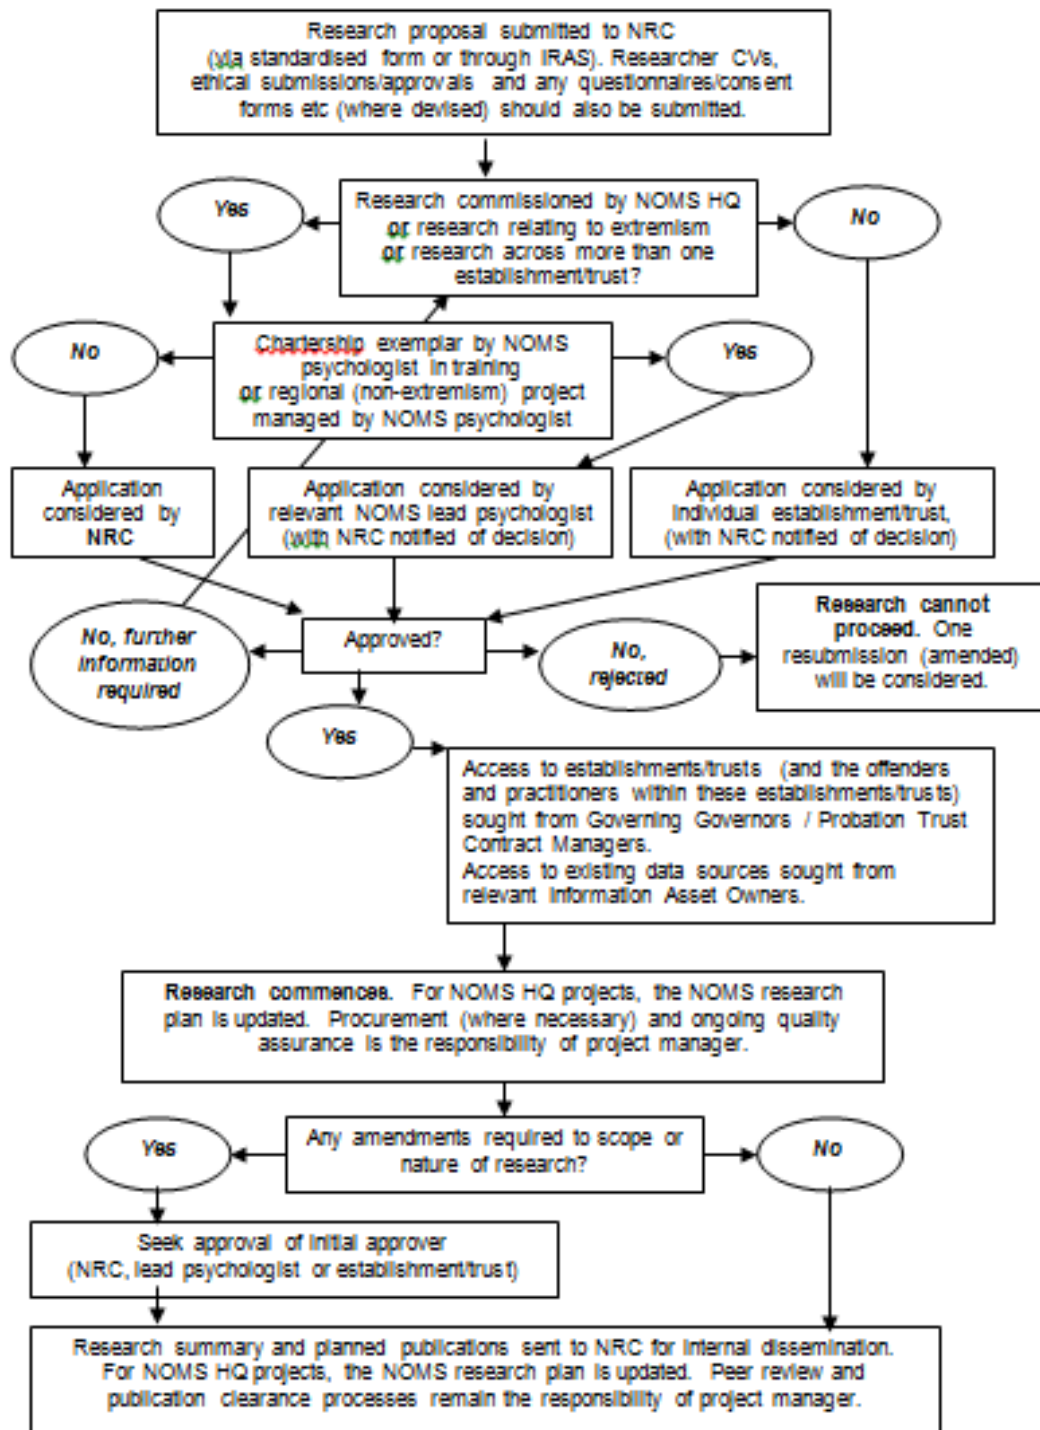 Research proposal submitted to NRC
(via standardised form or through IRAS). Researcher CVs,
ethical submissions/approvals and any questionnaires/consent
forms etc (where devised) should also be submitted.
Yes
Research commissioned by NOMS HQ
or research relating to extremism
or research across more than one
establishment/trust?
No
No
Chartership exemplar by NOMS
psychologist in training
or regional (non-extremism) project
managed by NOMS psychologist
Yes
Application
considered by
NRC
Application considered by
relevant NOMS lead psychologist
(with NRC notified of decision)
Application considered by
individual establishment/trust,
(with NRC notified of decision)
No, further
information
required
Approved?
No,
rejected
Research cannot
proceed. One
resubmission (amended)
will be considered.
Yes
Access to establishments/trusts (and the offenders
and practitioners within these establishments/trusts)
sought from Governing Governors / Probation Trust
Contract Managers.
Access to existing data sources sought from
relevant Information Asset Owners.
Research commences. For NOMS HQ projects, the NOMS research
plan is updated. Procurement (where necessary) and ongoing quality
assurance is the responsibility of project manager.
Yes
Any amendments required to scope or
nature of research?
No
Seek approval of initial approver
(NRC, lead psychologist or establishment/trust)
Research summary and planned publications sent to NRC for internal dissemination.
For NOMS HQ projects, the NOMS research plan is updated. Peer review and
publication clearance processes remain the responsibility of project manager.